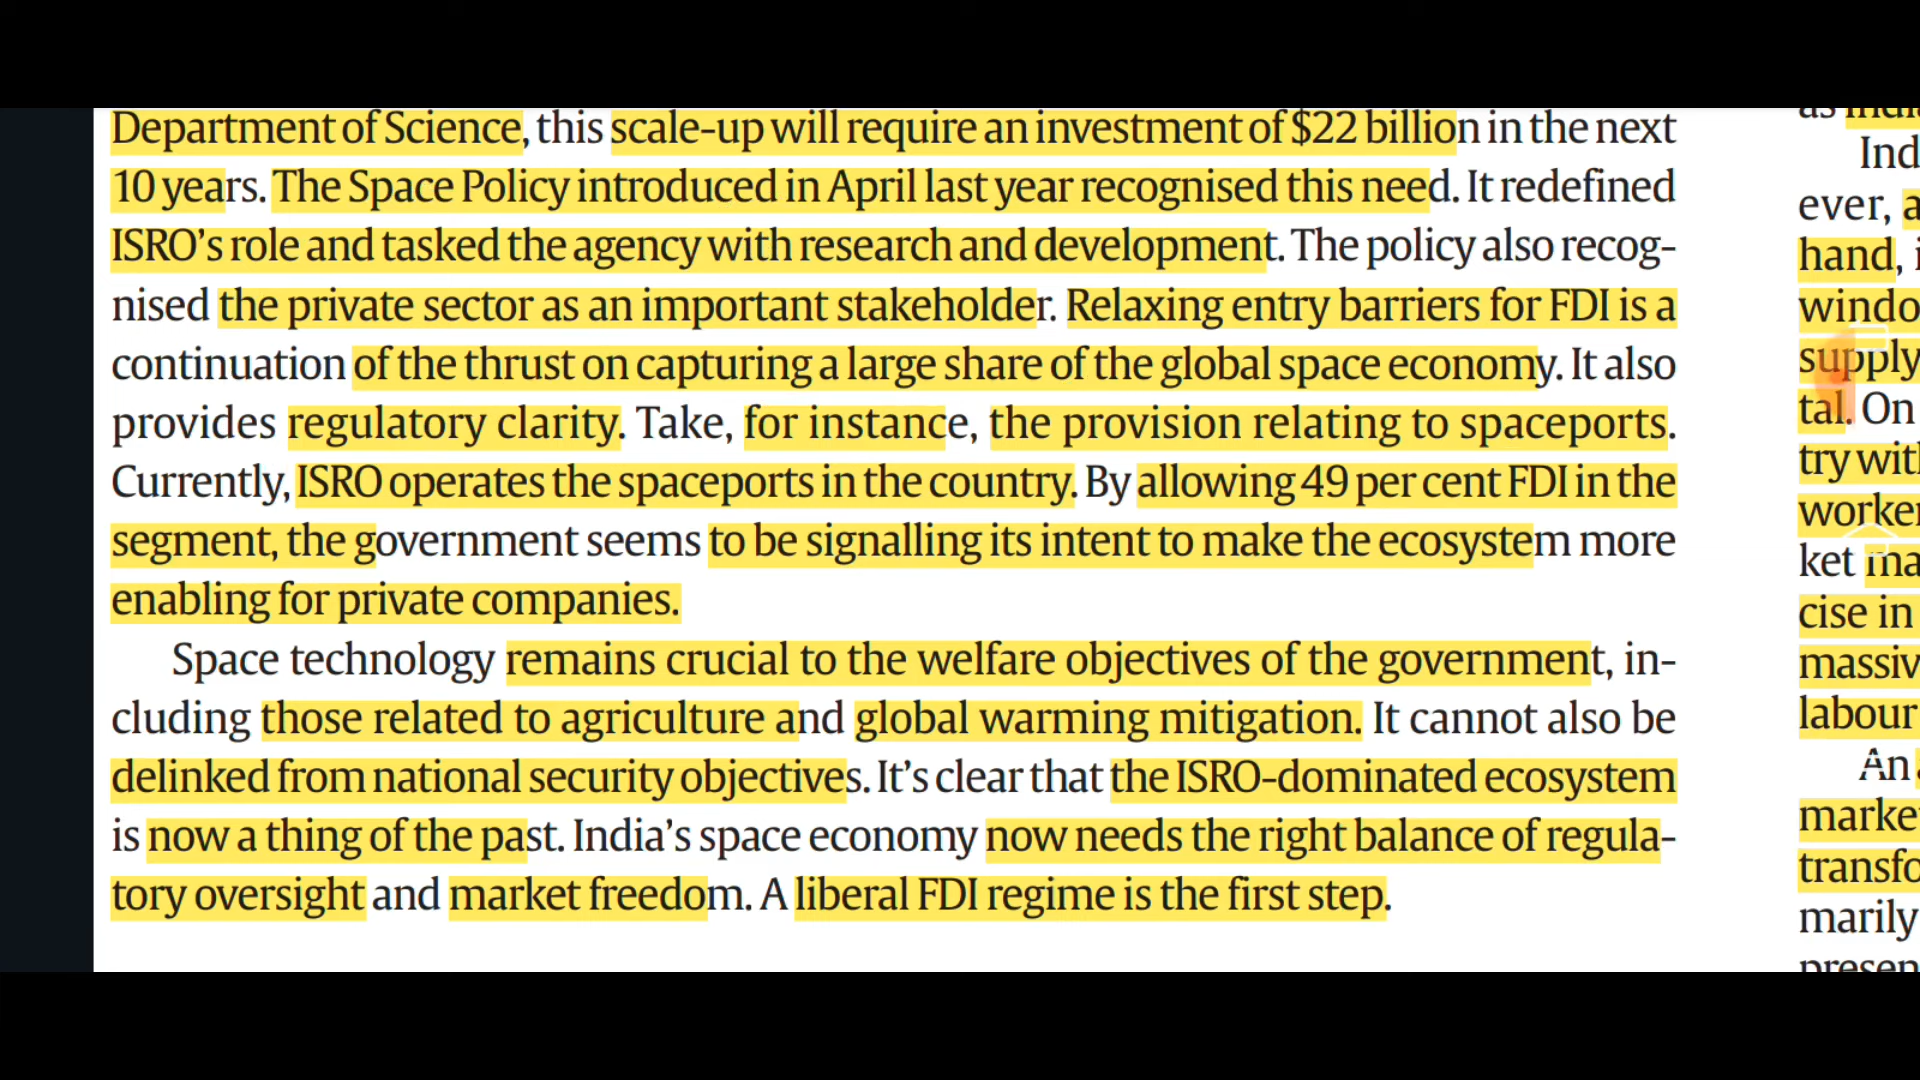 Department of Science, this scale-up will require an investment of $22 billion in the next
10 years. The Space Policy introduced in April last year recognised this need. It redefined
ISRO's role and tasked the agency with research and development. The policy also recog-
nised the private sector as an important stakeholder. Relaxing entry barriers for FDI is a
continuation of the thrust on capturing a large share of the global space economy. It also
provides regulatory clarity. Take, for instance, the provision relating to spaceports.
Currently, ISRO operates the spaceports in the country. By allowing 49 per cent FDI in the
segment, the government seems to be signalling its intent to make the ecosystem more
enabling for private companies.
Space technology remains crucial to the welfare objectives of the government, in-
cluding those related to agriculture and global warming mitigation. It cannot also be
delinked from national security objectives. It's clear that the ISRO-dominated ecosystem
is now a thing of the past. India's space economy now needs the right balance of regula-
tory oversight and market freedom. A liberal FDI regime is the first step.
as
Ind
ever, a
hand, i
windo
supply
tal. On
try with
worker
ket ma
cise in
massiv
labour
An a
marke
transfo
marily
presen